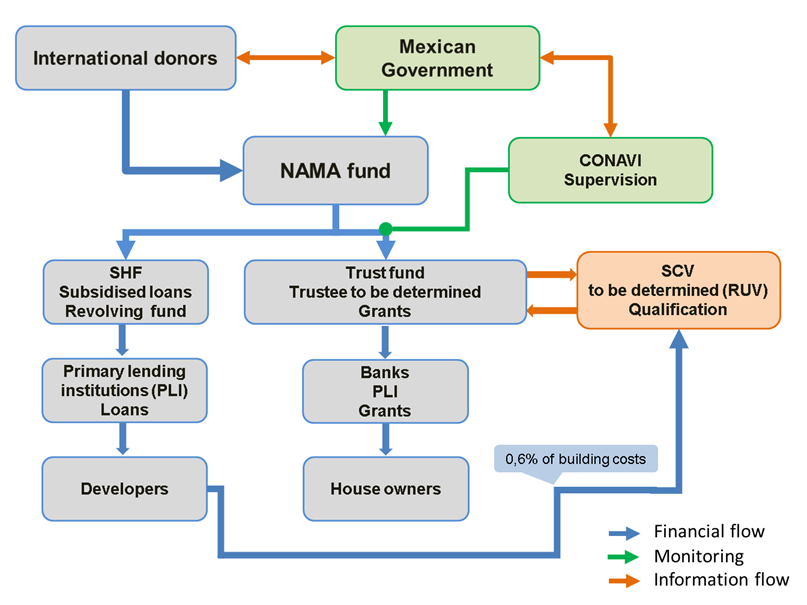 International donors
Mexican
Government
NAMA fund
CONAVI
Supervision
SHF
Subsidised loans
Revolving fund
Trust fund
Trustee to be determined
Grants
SCV
to be determined (RUV)
Qualification
Primary lending
institutions (PLI)
Loans
Banks
PLI
Grants
0,6% of building costs
Developers
House owners
Financial flow
Monitoring
Information flow